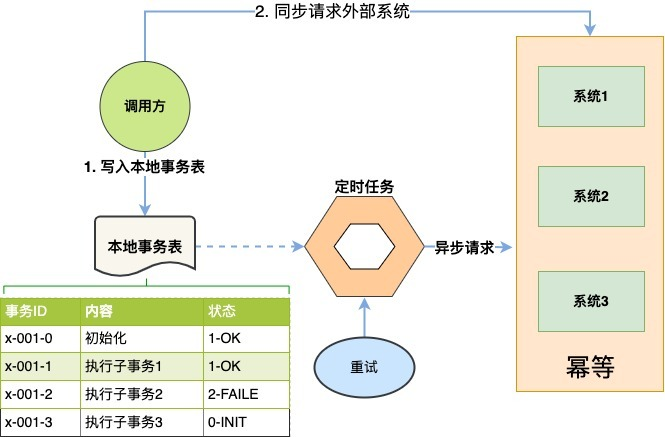 2. 同步请求外部系统
调用方
系统1
1. 写入本地事务表
定时任务
系统2
本地事务表
异步请求
系统3
事务ID 内容 状态
x-001-0 初始化 1-OK
x-001-1 执行子事务1 1-OK
x-001-2 执行子事务2 2-FAILE
x-001-3 执行子事务3 0-INIT
重试
幂等